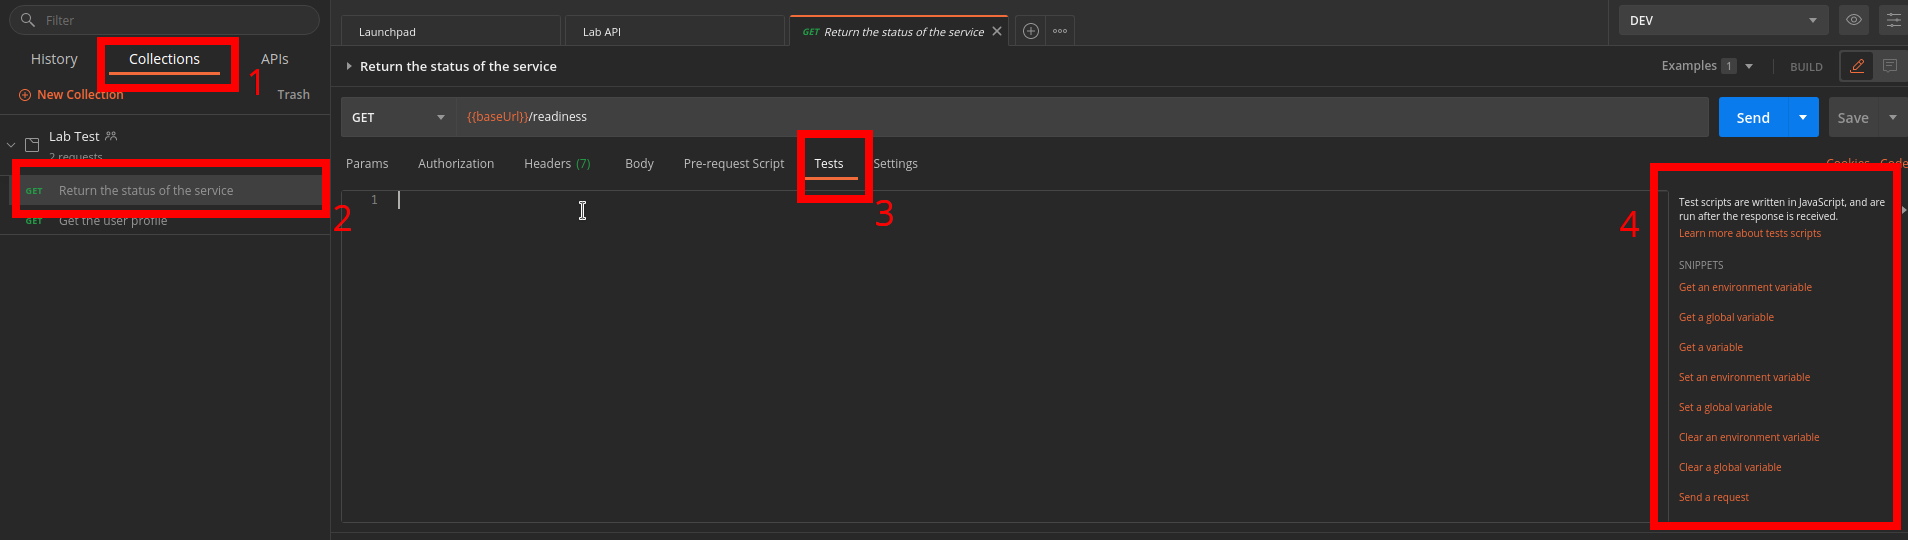 Filter
History
Collections
APIs
1
New Collection
Trash
Lab Test
2 requests
GET Return the status of the service
2
GET Get the user profile
Launchpad
Lab API
GET Return the status of the service
DEV
Return the status of the service
Examples 1
BUILD
GET
{{baseUrl}}/readiness
Send
Save
Params
Authorization
Headers (7)
Body
Pre-request Script
Tests
Settings
Cookies
Code
3
1
4
Test scripts are written in JavaScript, and are
run after the response is received.
Learn more about tests scripts
SNIPPETS
Get an environment variable
Get a global variable
Get a variable
Set an environment variable
Set a global variable
Clear an environment variable
Clear a global variable
Send a request